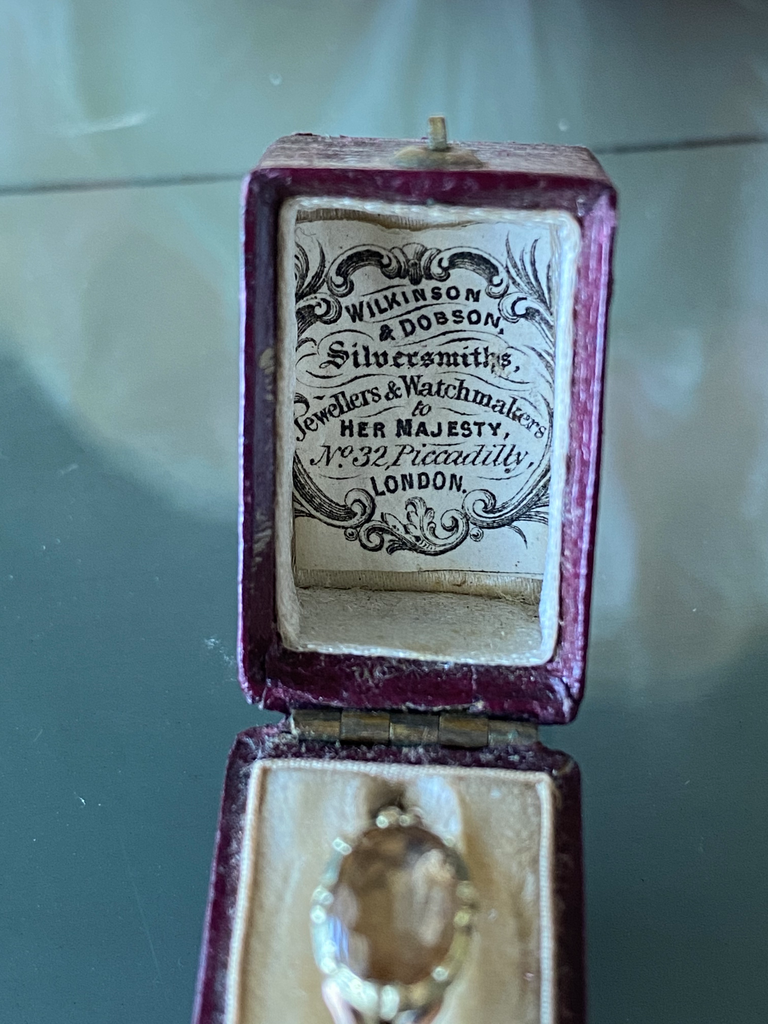 WILKINSON
& DOBSON,
Silversmiths,
Jewellers & Watchmakers
to
HER MAJESTY,
No. 32, Piccadilly,
LONDON.